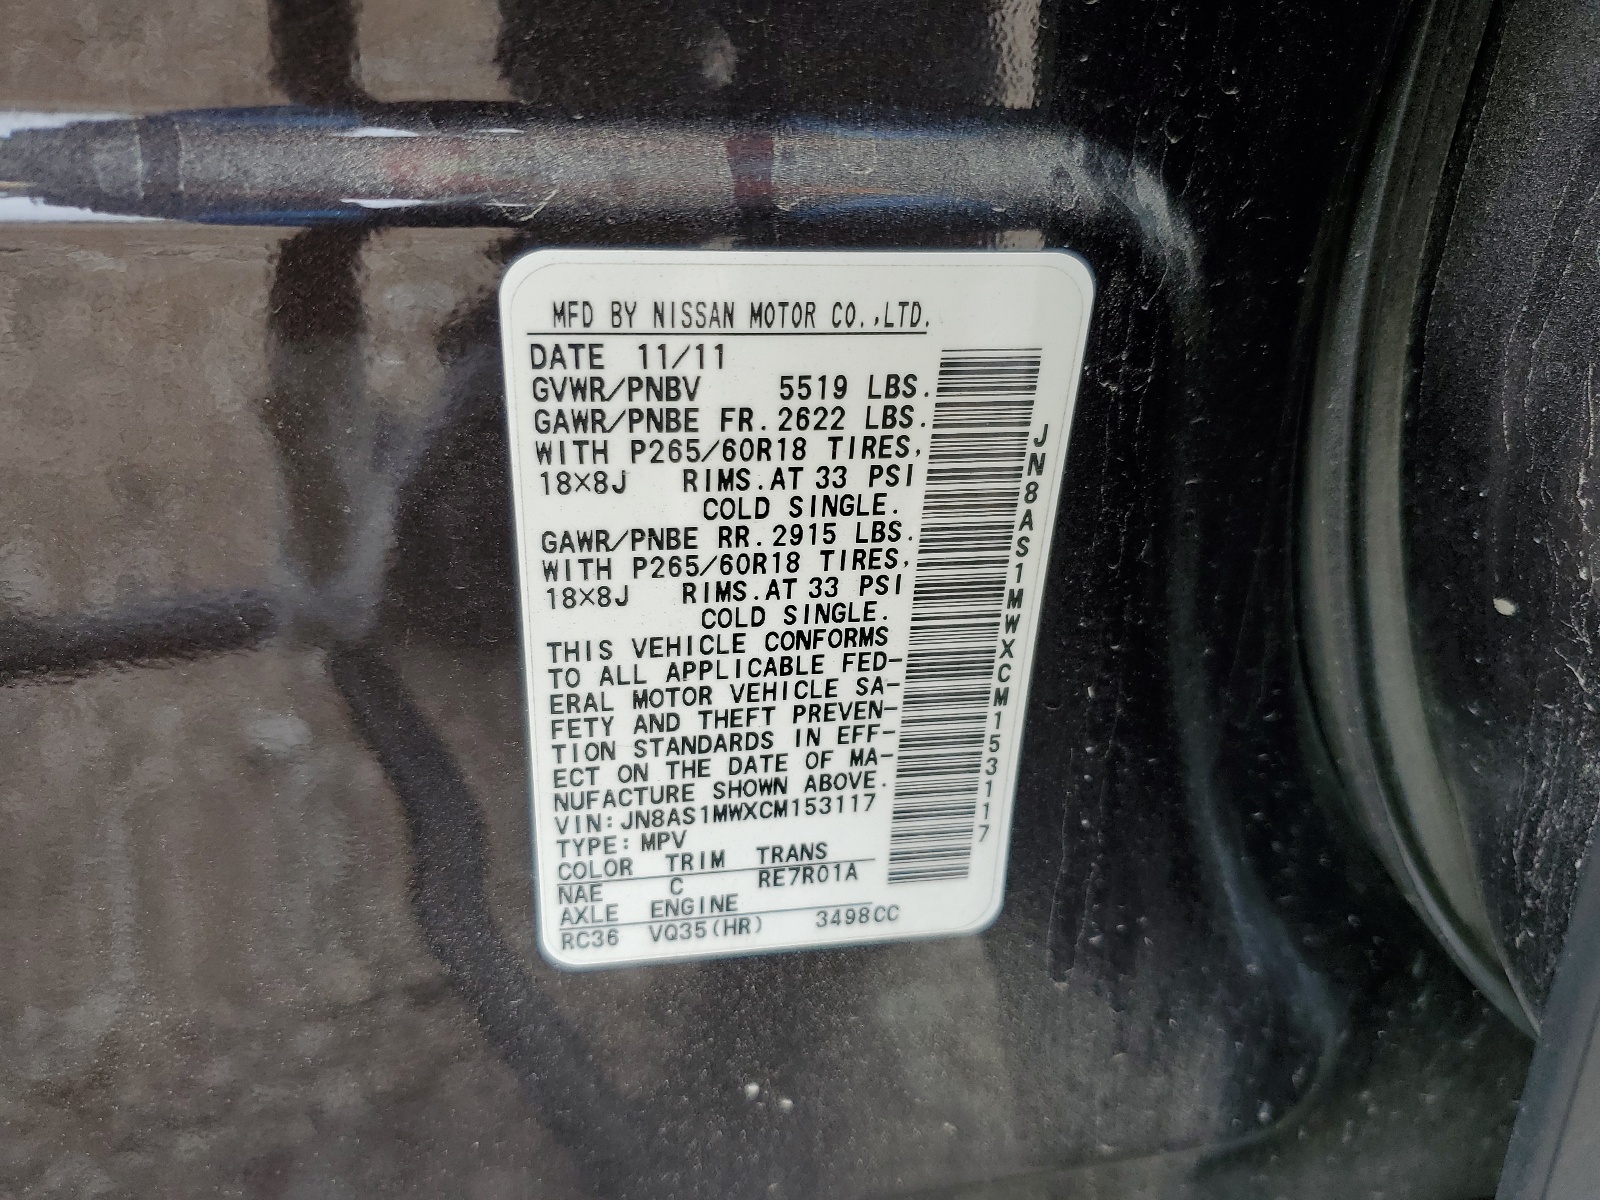 MFD BY NISSAN MOTOR CO.,LTD.
DATE 11/11
GVWR/PNBV 5519 LBS.
GAWR/PNBE FR. 2622 LBS.
WITH P265/60R18 TIRES,
18×8J RIMS. AT 33 PSI
COLD SINGLE.
GAWR/PNBE RR. 2915 LBS.
WITH P265/60R18 TIRES,
18×8J RIMS. AT 33 PSI
COLD SINGLE.
THIS VEHICLE CONFORMS
TO ALL APPLICABLE FED-
ERAL MOTOR VEHICLE SA-
FETY AND THEFT PREVEN-
TION STANDARDS IN EFF-
ECT ON THE DATE OF MA-
NUFACTURE SHOWN ABOVE.
VIN: JN8AS1MWXCM153117
TYPE: MPV
COLOR TRIM TRANS
NAE C RE7R01A
AXLE ENGINE
RC36 VQ35(HR) 3498CC
JN8AS1MWXCM153117